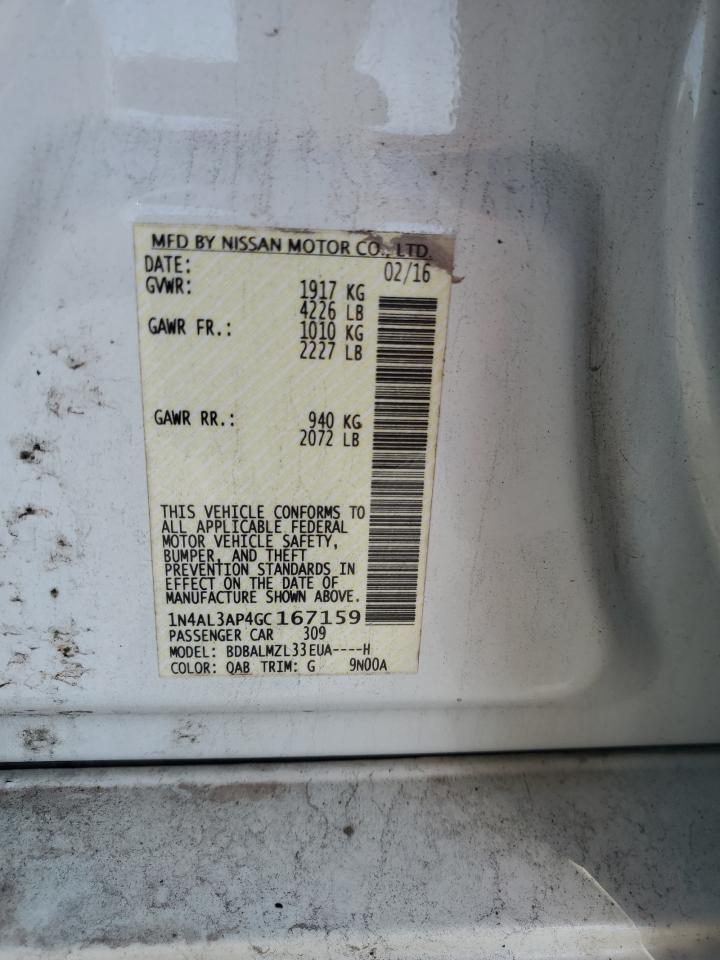 MFD BY NISSAN MOTOR CO., LTD.
DATE: 02/16
GVWR: 1917 KG
4226 LB
GAWR FR.: 1010 KG
2227 LB
GAWR RR.: 940 KG
2072 LB
THIS VEHICLE CONFORMS TO
ALL APPLICABLE FEDERAL
MOTOR VEHICLE SAFETY,
BUMPER, AND THEFT
PREVENTION STANDARDS IN
EFFECT ON THE DATE OF
MANUFACTURE SHOWN ABOVE.
1N4AL3AP4GC167159
PASSENGER CAR 309
MODEL: BDBALMZL33EUA----H
COLOR: QAB TRIM: G 9N00A